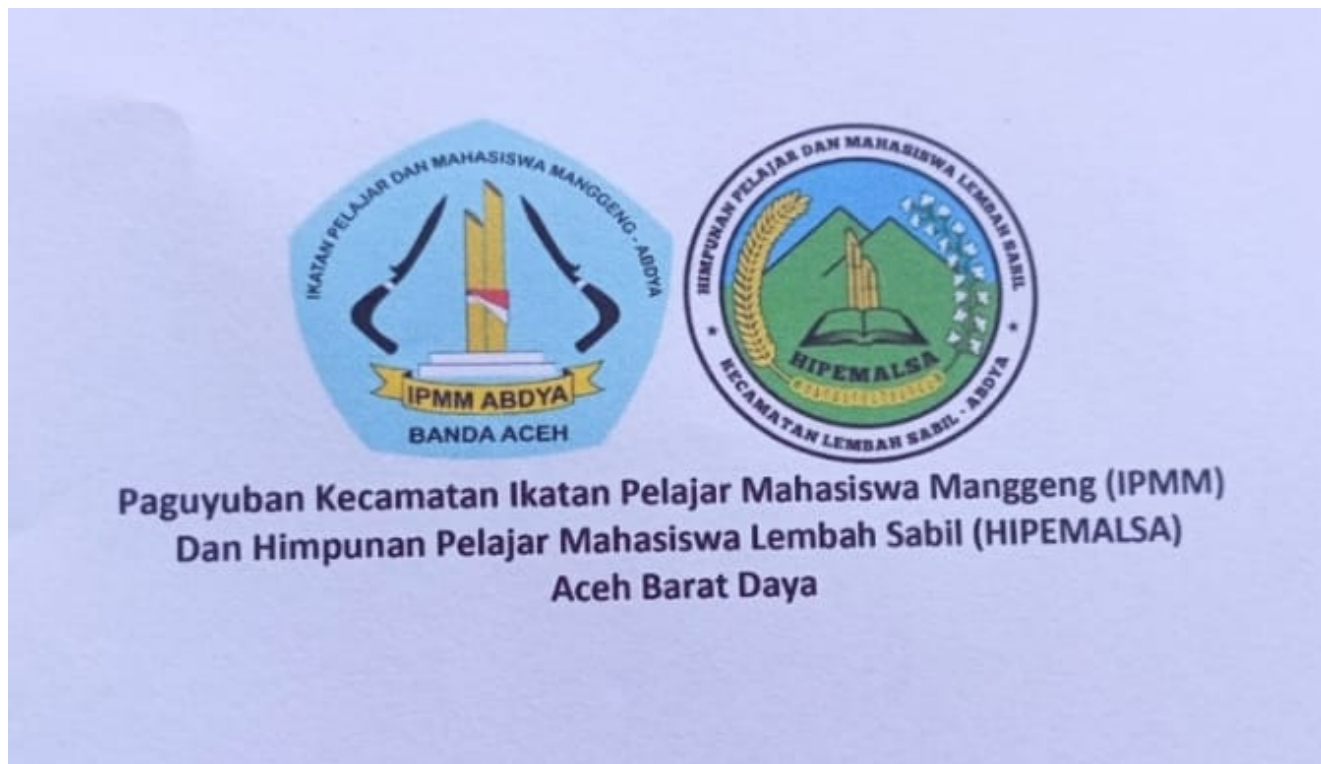 IKATAN PELAJAR DAN MAHASISWA MANGGENG - ABDYA
IPMM ABDYA
BANDA ACEH
HIMPUNAN PELAJAR DAN MAHASISWA LEMBAH SABIL
HIPEMALSA
KECAMATAN LEMBAH SABIL - ABDYA
Paguyuban Kecamatan Ikatan Pelajar Mahasiswa Manggeng (IPMM)
Dan Himpunan Pelajar Mahasiswa Lembah Sabil (HIPEMALSA)
Aceh Barat Daya